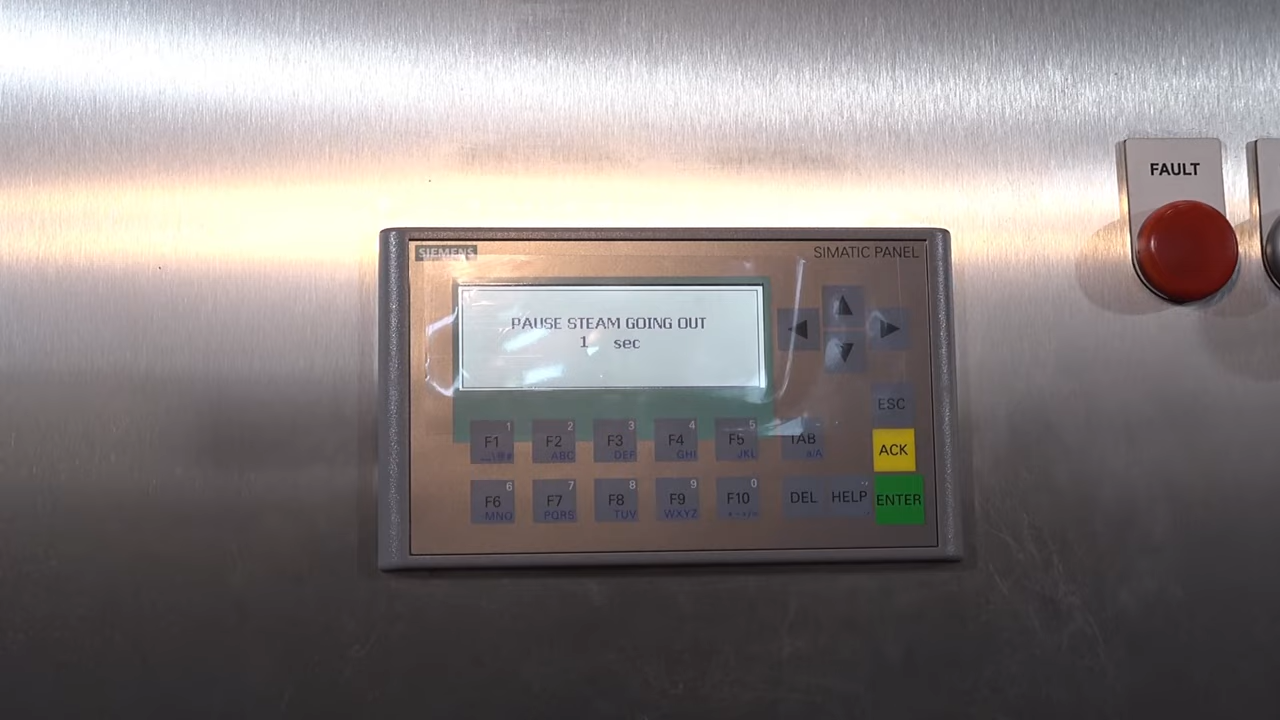 FAULT
SIEMENS
SIMATIC PANEL
PAUSE STEAM GOING OUT
1 sec
ESC
1 2 3 4 5
F1 F2 F3 F4 F5 TAB ACK
ABC DEF GHI JKL a/A
6 7 8 9 0
F6 F7 F8 F9 F10 DEL HELP ENTER
MNO PQRS TUV WXYZ